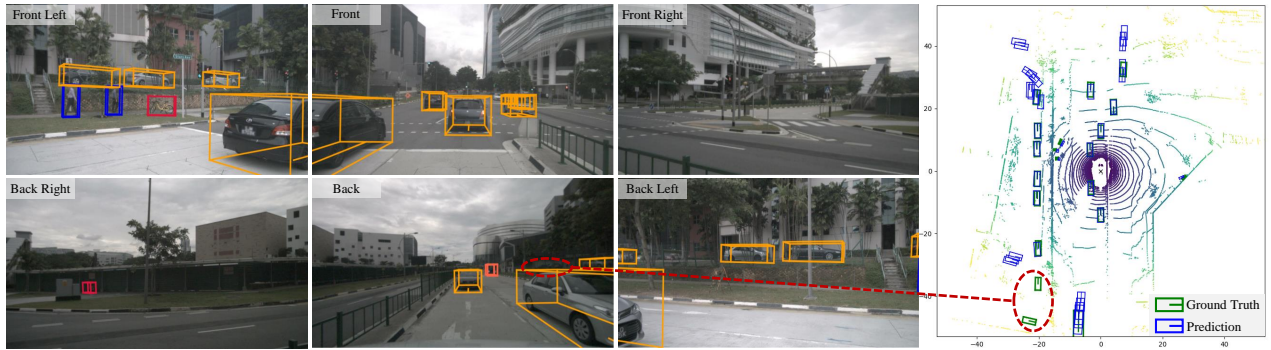 Front Left
Front
Front Right
Back Right
Back
Back Left
40
20
0
−20
−40
−40
−20
0
20
40
Ground Truth
Prediction